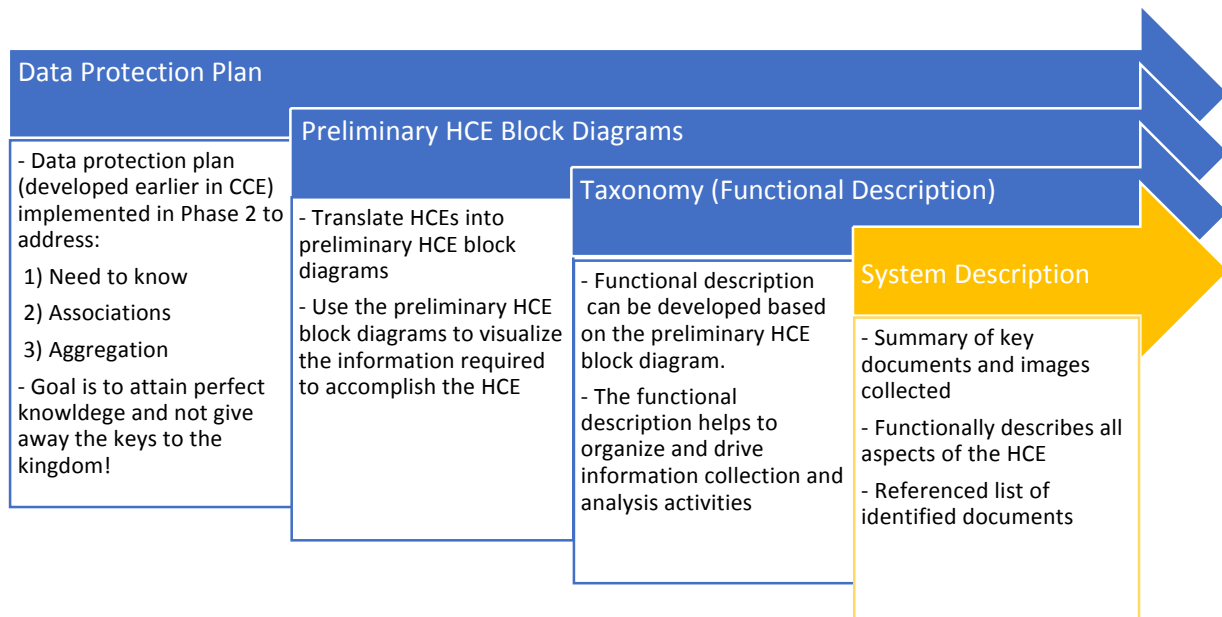 Data Protection Plan
- Data protection plan
(developed earlier in CCE)
implemented in Phase 2 to
address:
1) Need to know
2) Associations
3) Aggregation
- Goal is to attain perfect
knowldege and not give
away the keys to the
kingdom!
Preliminary HCE Block Diagrams
- Translate HCEs into
preliminary HCE block
diagrams
- Use the preliminary HCE
block diagrams to visualize
the information required
to accomplish the HCE
Taxonomy (Functional Description)
- Functional description
can be developed based
on the preliminary HCE
block diagram.
- The functional
description helps to
organize and drive
information collection and
analysis activities
System Description
- Summary of key
documents and images
collected
- Functionally describes all
aspects of the HCE
- Referenced list of
identified documents